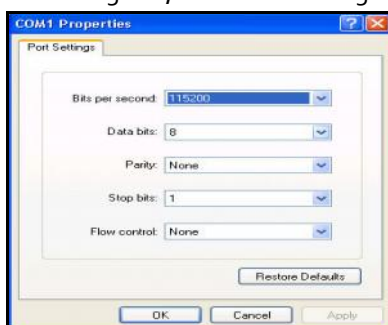 COM1 Properties
Port Settings
Bits per second: 115200
Data bits: 8
Parity: None
Stop bits: 1
Flow control: None
Restore Defaults
OK Cancel Apply